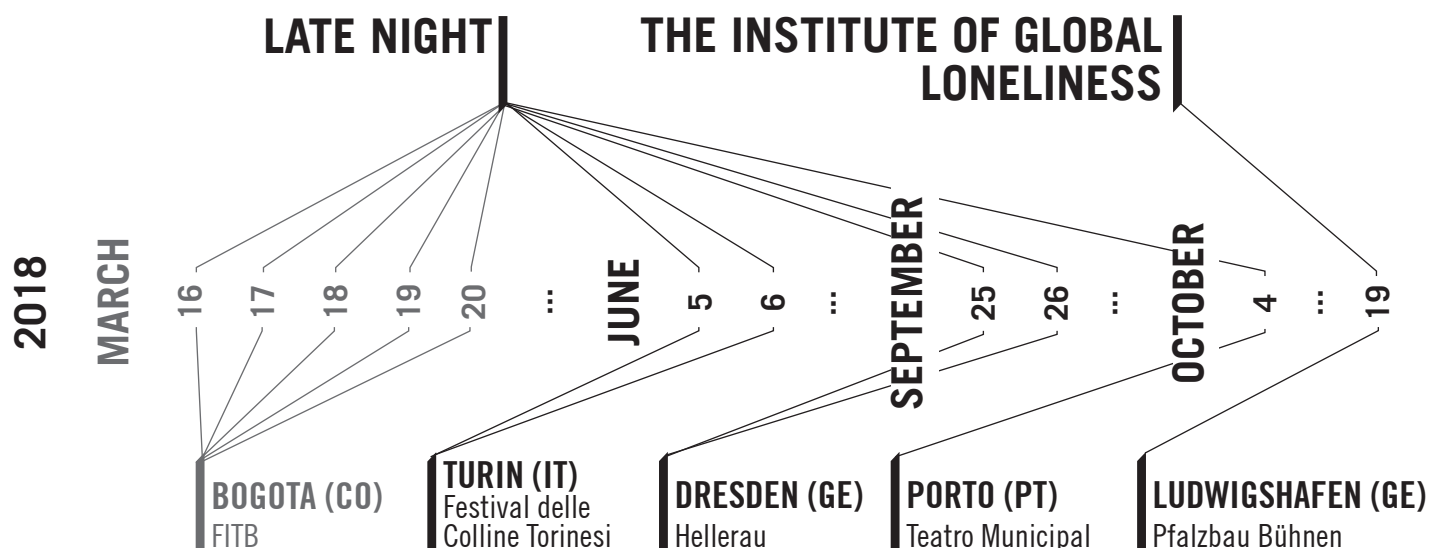 LATE NIGHT
THE INSTITUTE OF GLOBAL
LONELINESS
2018
MARCH
16
17
18
19
20
...
JUNE
5
6
...
SEPTEMBER
25
26
...
OCTOBER
4
...
19
BOGOTA (CO)
FITB
TURIN (IT)
Festival delle
Colline Torinesi
DRESDEN (GE)
Hellerau
PORTO (PT)
Teatro Municipal
LUDWIGSHAFEN (GE)
Pfalzbau Bühnen